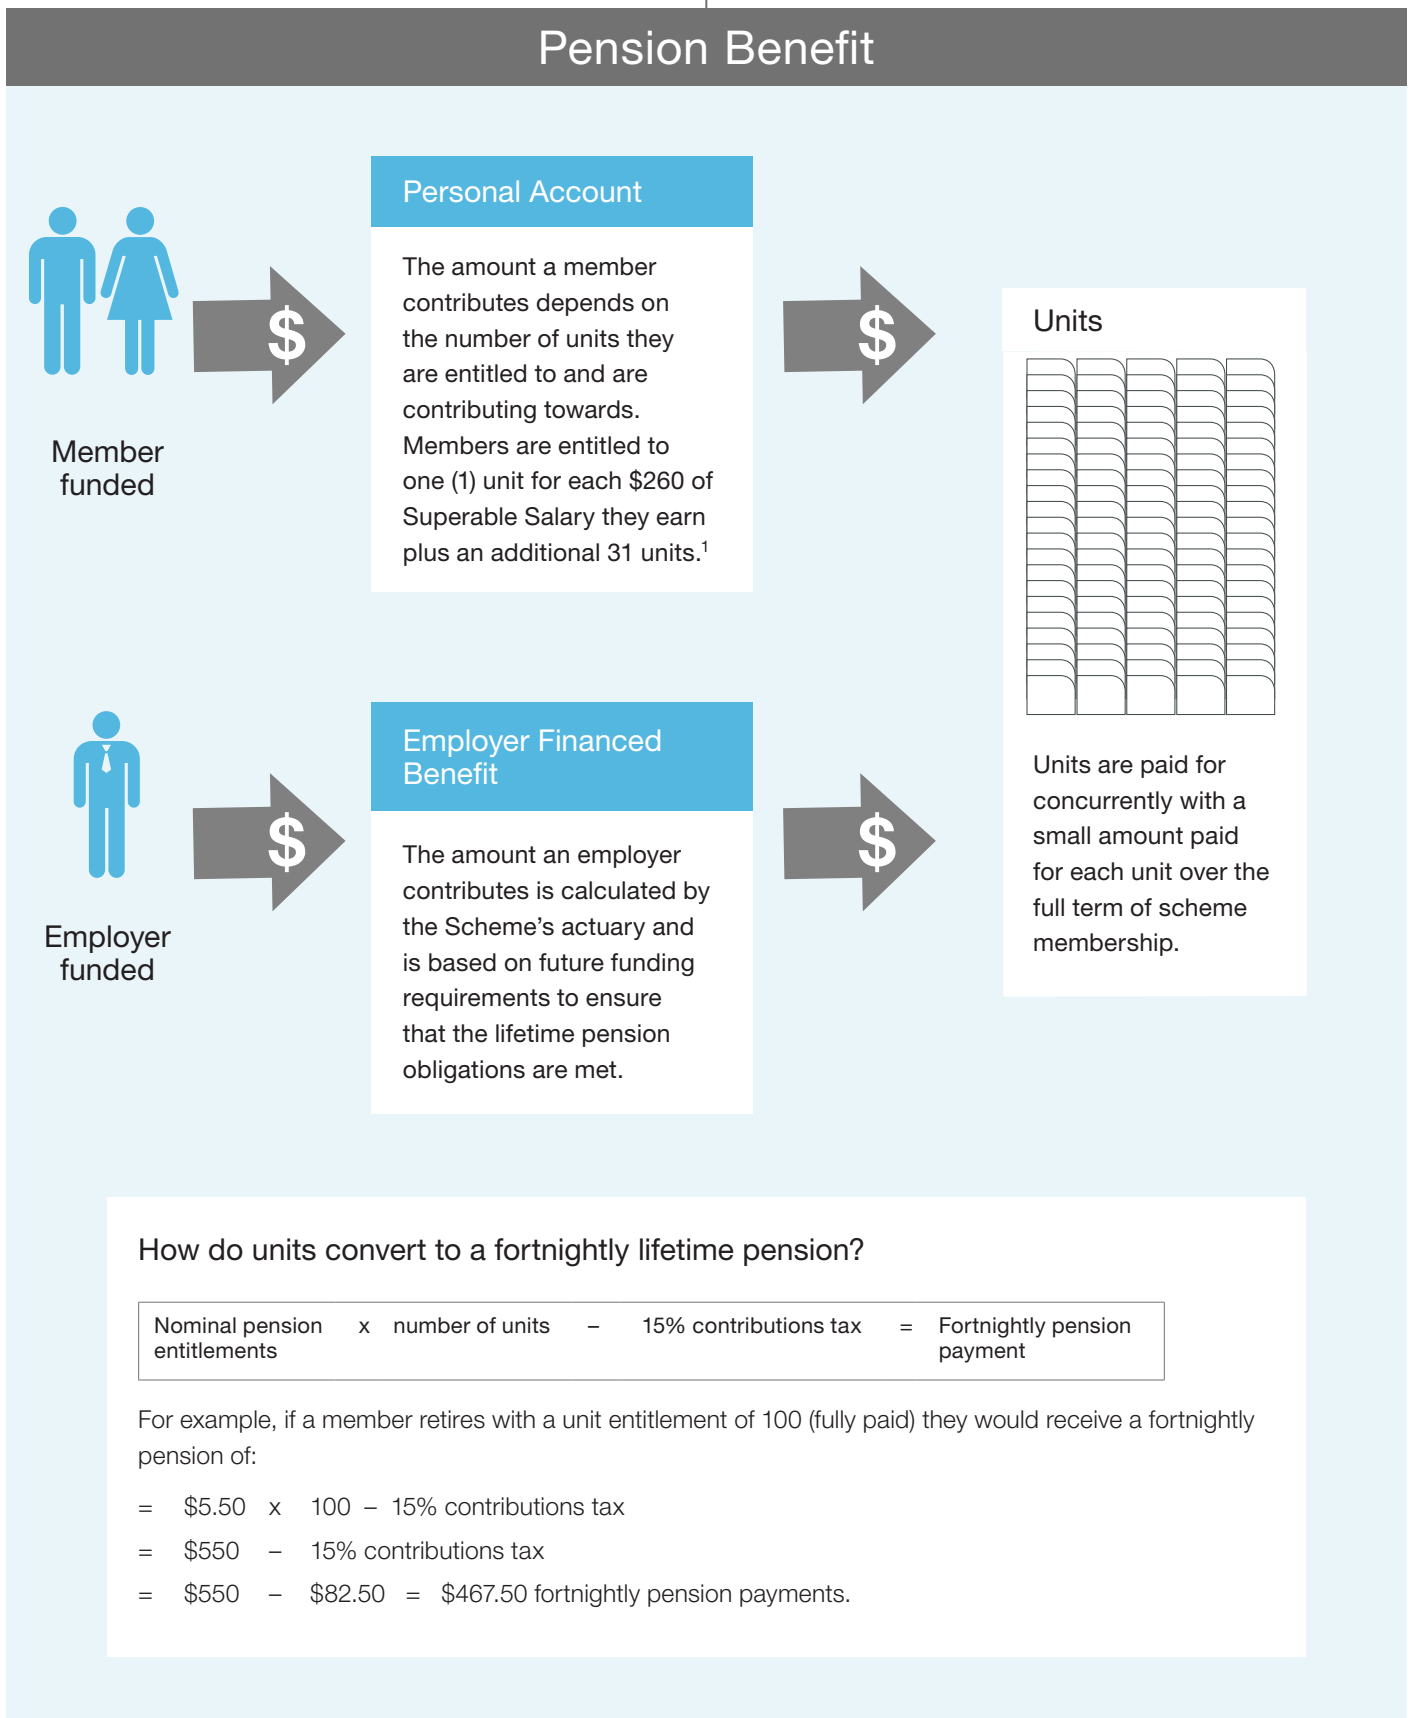 Pension Benefit
Member
funded
$
Personal Account
The amount a member
contributes depends on
the number of units they
are entitled to and are
contributing towards.
Members are entitled to
one (1) unit for each $260 of
Superable Salary they earn
plus an additional 31 units.1
$
Employer
funded
$
Employer Financed
Benefit
The amount an employer
contributes is calculated by
the Scheme’s actuary and
is based on future funding
requirements to ensure
that the lifetime pension
obligations are met.
$
Units
Units are paid for
concurrently with a
small amount paid
for each unit over the
full term of scheme
membership.
How do units convert to a fortnightly lifetime pension?
Nominal pension x number of units – 15% contributions tax = Fortnightly pension
entitlements payment
For example, if a member retires with a unit entitlement of 100 (fully paid) they would receive a fortnightly
pension of:
= $5.50 x 100 – 15% contributions tax
= $550 – 15% contributions tax
= $550 – $82.50 = $467.50 fortnightly pension payments.